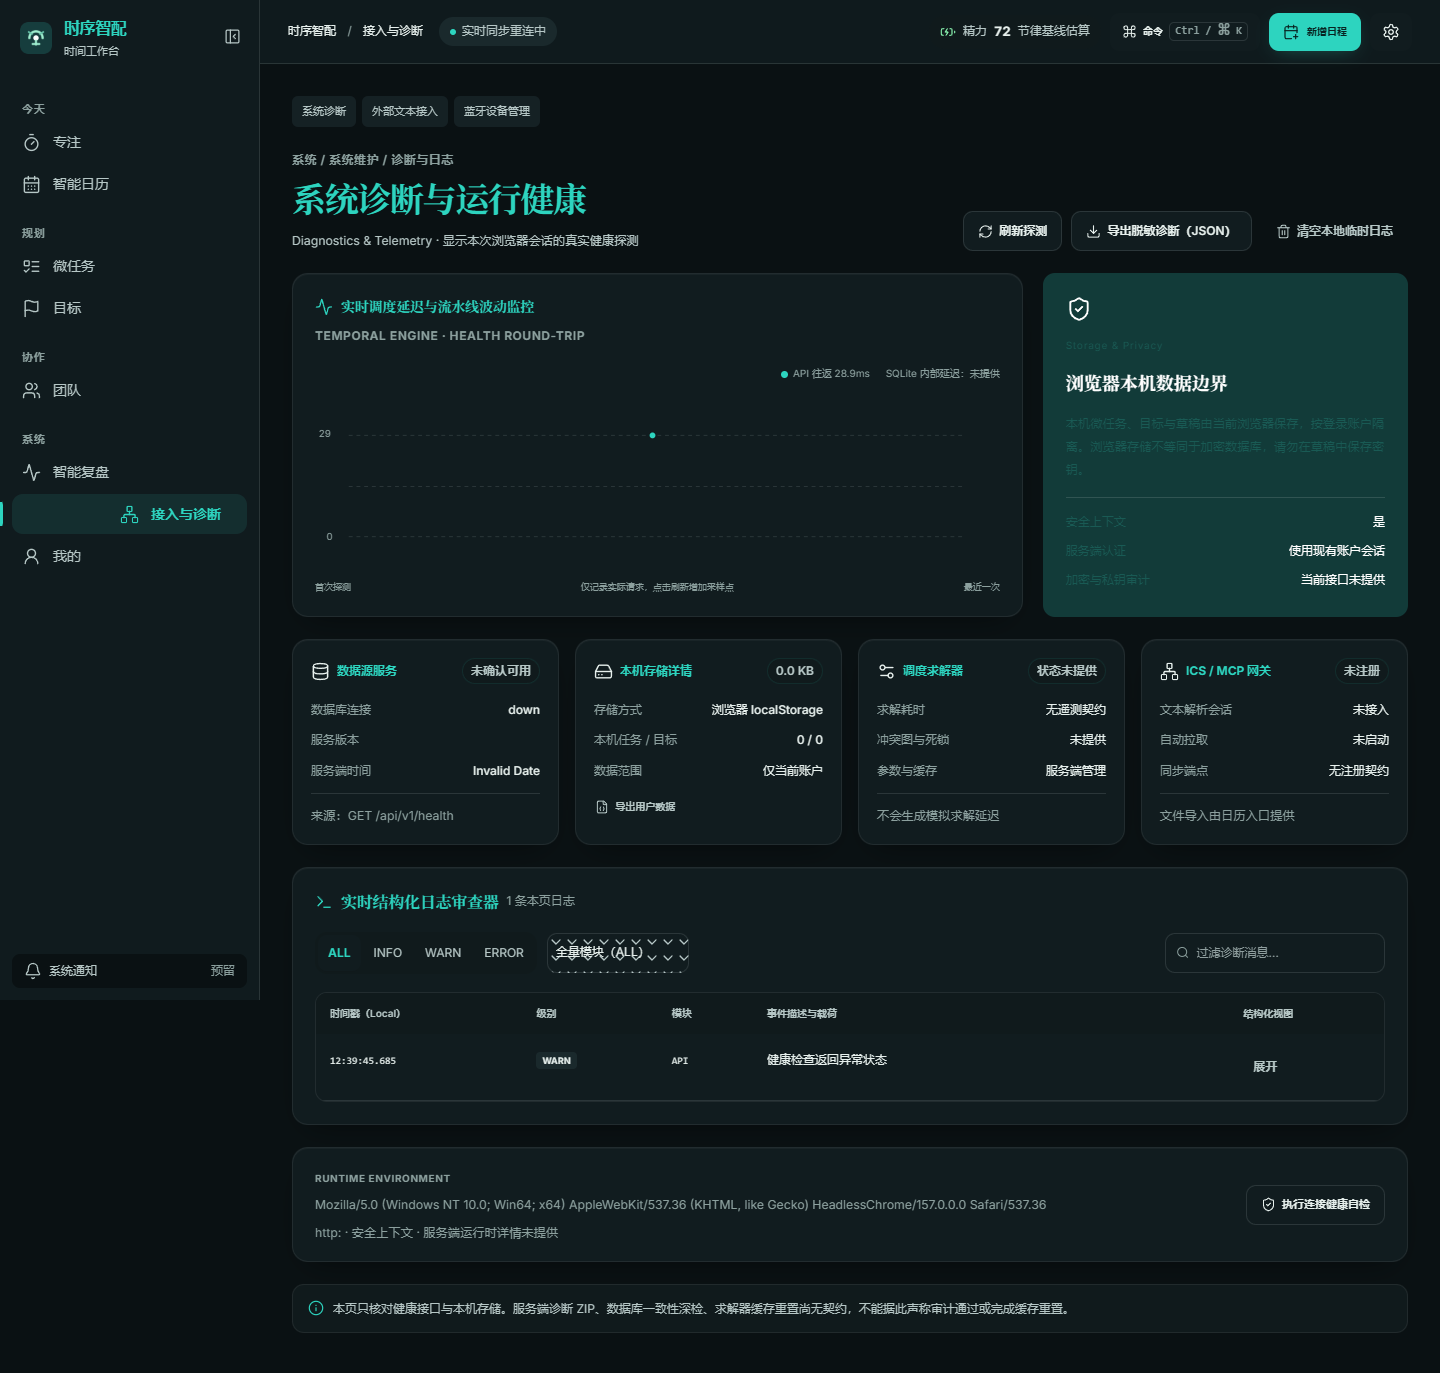 时序智配
时间工作台
今天
专注
智能日历
规划
微任务
目标
协作
团队
系统
智能复盘
接入与诊断
我的
系统通知 预留
时序智配 / 接入与诊断 实时同步重连中
精力 72 节律基线估算 命令 Ctrl / ⌘ K 新增日程
系统诊断 外部文本接入 蓝牙设备管理
系统 / 系统维护 / 诊断与日志
系统诊断与运行健康
Diagnostics & Telemetry · 显示本次浏览器会话的真实健康探测
刷新探测 导出脱敏诊断（JSON） 清空本地临时日志
实时调度延迟与流水线波动监控
TEMPORAL ENGINE · HEALTH ROUND-TRIP
API 往返 28.9ms SQLite 内部延迟：未提供
29
0
首次探测 仅记录实际请求，点击刷新增加采样点 最近一次
Storage & Privacy
浏览器本机数据边界
本机微任务、目标与草稿由当前浏览器保存，按登录账户隔
离。浏览器存储不等同于加密数据库，请勿在草稿中保存密
钥。
安全上下文 是
服务端认证 使用现有账户会话
加密与私钥审计 当前接口未提供
数据源服务 未确认可用
数据库连接 down
服务版本
服务端时间 Invalid Date
来源：GET /api/v1/health
本机存储详情 0.0 KB
存储方式 浏览器 localStorage
本机任务 / 目标 0 / 0
数据范围 仅当前账户
导出用户数据
调度求解器 状态未提供
求解耗时 无遥测契约
冲突图与死锁 未提供
参数与缓存 服务端管理
不会生成模拟求解延迟
ICS / MCP 网关 未注册
文本解析会话 未接入
自动拉取 未启动
同步端点 无注册契约
文件导入由日历入口提供
实时结构化日志审查器 1 条本页日志
ALL INFO WARN ERROR 全量模块（ALL） 过滤诊断消息...
时间戳（Local） 级别 模块 事件描述与载荷 结构化视图
12:39:45.685 WARN API 健康检查返回异常状态 展开
RUNTIME ENVIRONMENT
Mozilla/5.0 (Windows NT 10.0; Win64; x64) AppleWebKit/537.36 (KHTML, like Gecko) HeadlessChrome/157.0.0.0 Safari/537.36
http: · 安全上下文 · 服务端运行时详情未提供
执行连接健康自检
本页只核对健康接口与本机存储。服务端诊断 ZIP、数据库一致性深检、求解器缓存重置尚无契约，不能据此声称审计通过或完成缓存重置。